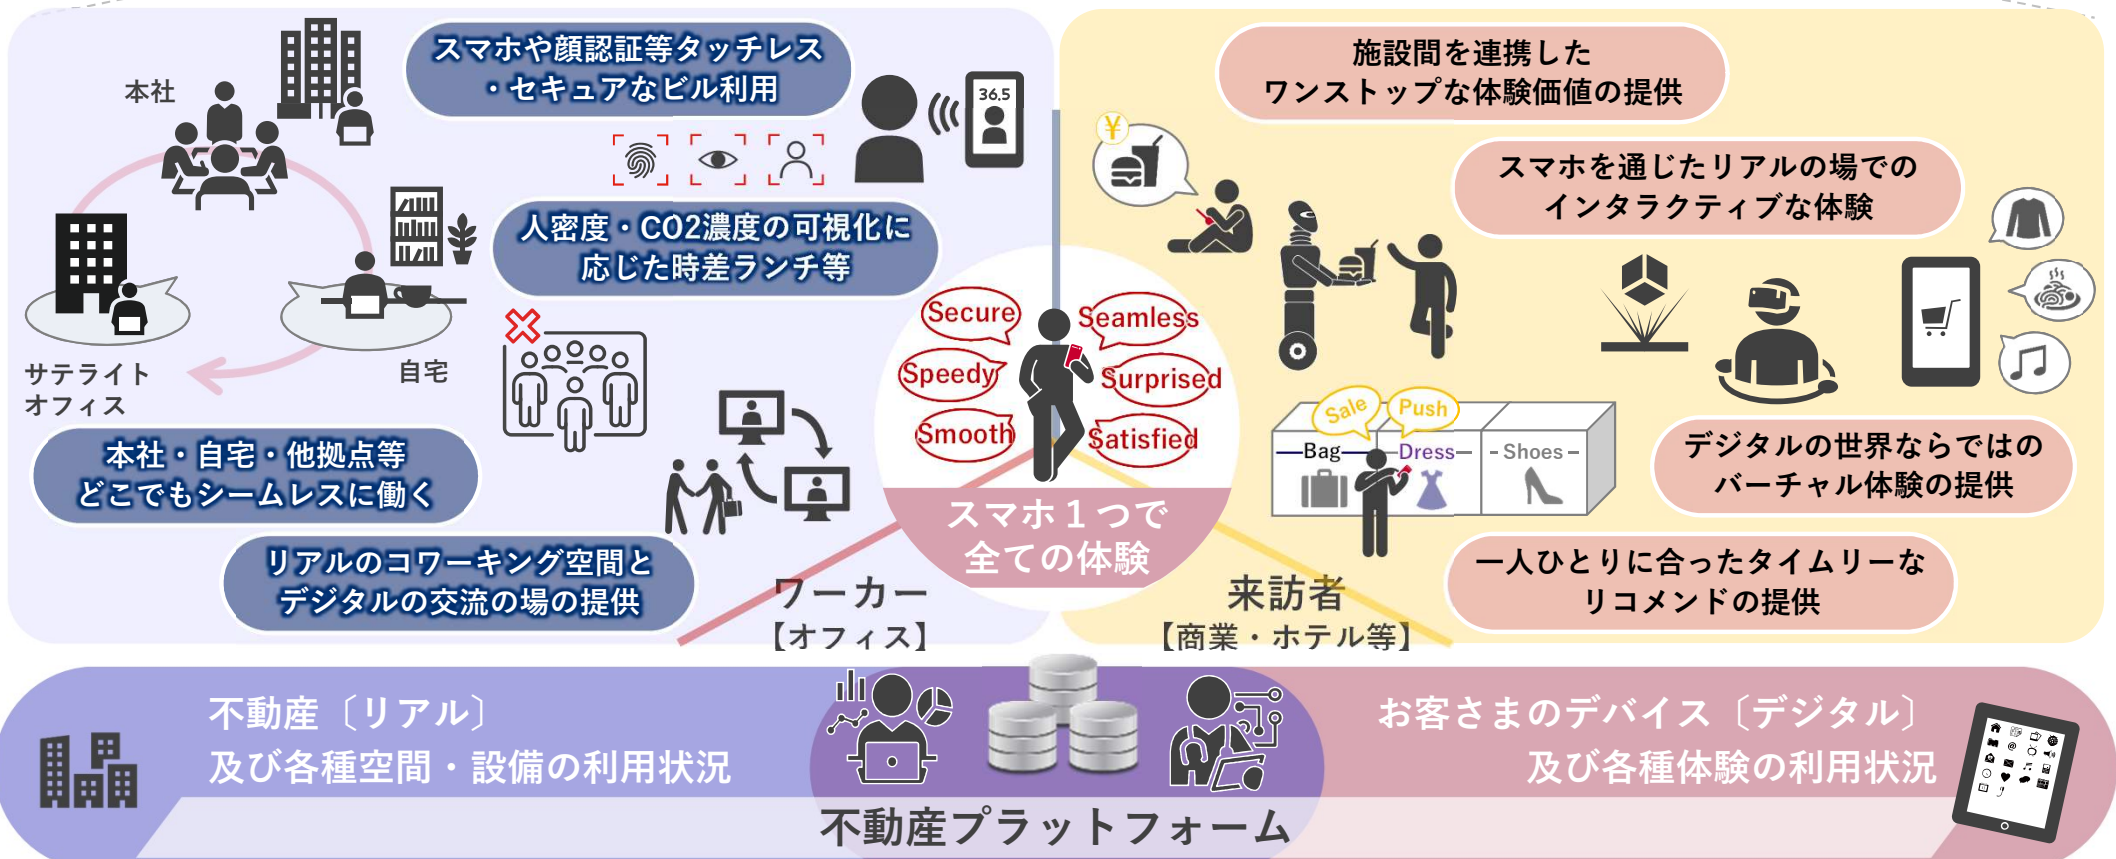 スマホや顔認証等タッチレス
・セキュアなビル利用
本社
36.5
人密度・CO2濃度の可視化に
応じた時差ランチ等
サテライト
オフィス
自宅
本社・自宅・他拠点等
どこでもシームレスに働く
リアルのコワーキング空間と
デジタルの交流の場の提供
ワーカー
【オフィス】
Secure
Seamless
Speedy
Surprised
Smooth
Satisfied
スマホ１つで
全ての体験
施設間を連携した
ワンストップな体験価値の提供
¥
スマホを通じたリアルの場での
インタラクティブな体験
Sale
Push
Bag
Dress
- Shoes -
デジタルの世界ならではの
バーチャル体験の提供
一人ひとりに合ったタイムリーな
リコメンドの提供
来訪者
【商業・ホテル等】
不動産〔リアル〕
及び各種空間・設備の利用状況
不動産プラットフォーム
お客さまのデバイス〔デジタル〕
及び各種体験の利用状況